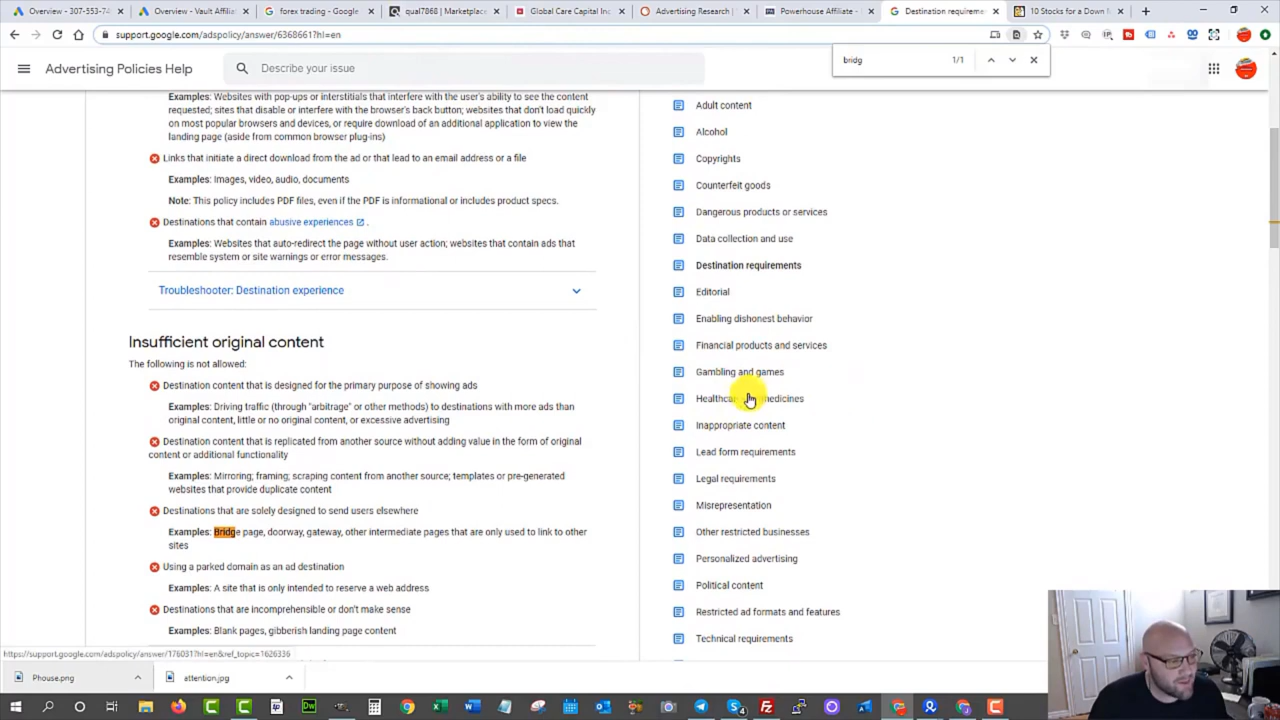 Overview - 307-553-74
Overview - Vault Affilia
forex trading - Google
qual7868 | Marketplace
Global Care Capital Inc
Advertising Research |
Powerhouse Affiliate -
Destination requireme
10 Stocks for a Down M
support.google.com/adspolicy/answer/6368661?hl=en
bridg
1/1
Advertising Policies Help
Describe your issue
Examples: Websites with pop-ups or interstitials that interfere with the user's ability to see the content
requested; sites that disable or interfere with the browser's back button; websites that don't load quickly
on most popular browsers and devices, or require download of an additional application to view the
landing page (aside from common browser plug-ins)
Links that initiate a direct download from the ad or that lead to an email address or a file
Examples: Images, video, audio, documents
Note: This policy includes PDF files, even if the PDF is informational or includes product specs.
Destinations that contain abusive experiences .
Examples: Websites that auto-redirect the page without user action; websites that contain ads that
resemble system or site warnings or error messages.
Troubleshooter: Destination experience
Insufficient original content
The following is not allowed:
Destination content that is designed for the primary purpose of showing ads
Examples: Driving traffic (through "arbitrage" or other methods) to destinations with more ads than
original content, little or no original content, or excessive advertising
Destination content that is replicated from another source without adding value in the form of original
content or additional functionality
Examples: Mirroring; framing; scraping content from another source; templates or pre-generated
websites that provide duplicate content
Destinations that are solely designed to send users elsewhere
Examples: Bridge page, doorway, gateway, other intermediate pages that are only used to link to other
sites
Using a parked domain as an ad destination
Examples: A site that is only intended to reserve a web address
Destinations that are incomprehensible or don't make sense
Examples: Blank pages, gibberish landing page content
Adult content
Alcohol
Copyrights
Counterfeit goods
Dangerous products or services
Data collection and use
Destination requirements
Editorial
Enabling dishonest behavior
Financial products and services
Gambling and games
Healthcare medicines
Inappropriate content
Lead form requirements
Legal requirements
Misrepresentation
Other restricted businesses
Personalized advertising
Political content
Restricted ad formats and features
Technical requirements
https://support.google.com/adspolicy/answer/176031?hl=en&ref_topic=1626336
Phouse.png
attention.jpg